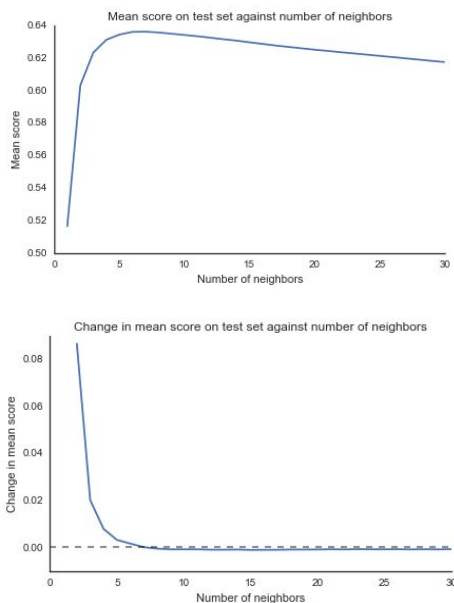 Mean score on test set against number of neighbors
0.64
0.62
0.60
0.58
0.56
0.54
0.52
0.50
Mean score
0 5 10 15 20 25 30
Number of neighbors
Change in mean score on test set against number of neighbors
0.08
0.06
0.04
0.02
0.00
Change in mean score
0 5 10 15 20 25 30
Number of neighbors